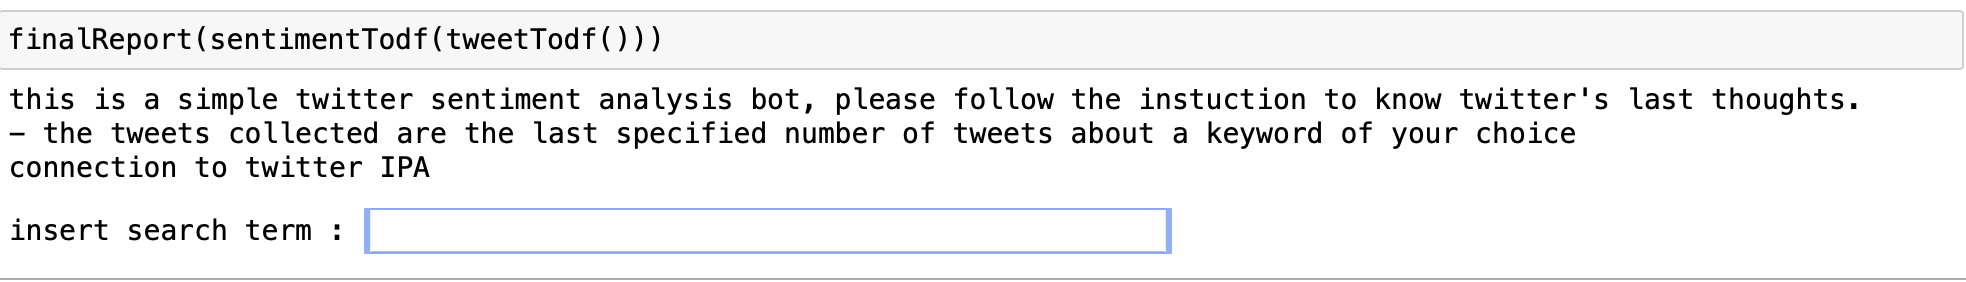 finalReport(sentimentTodf(tweetTodf()))
this is a simple twitter sentiment analysis bot, please follow the instuction to know twitter's last thoughts.
– the tweets collected are the last specified number of tweets about a keyword of your choice
connection to twitter IPA
insert search term :